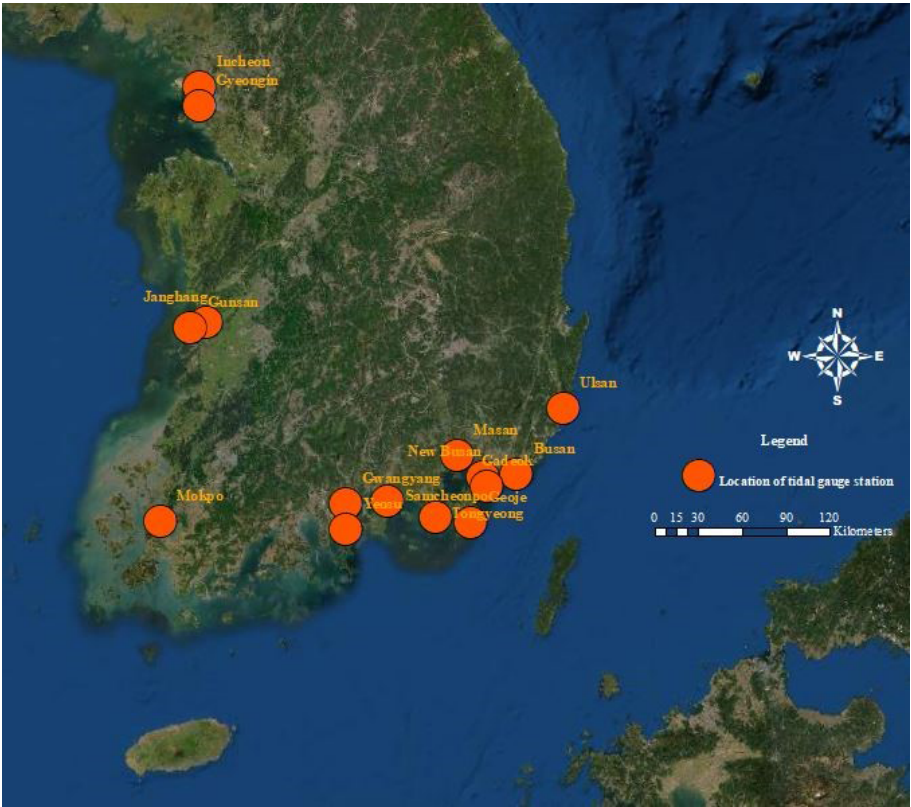 Incheon
Gyeongin
Janghang
Gunsan
Ulsan
Masan
New Busan
Busan
Gadeok
Gwangyang
Mokpo
Yeosu
Samcheonpo
Geoje
Tongyeong
N
W
E
S
Legend
Location of tidal gauge station
0 15 30 60 90 120
Kilometers